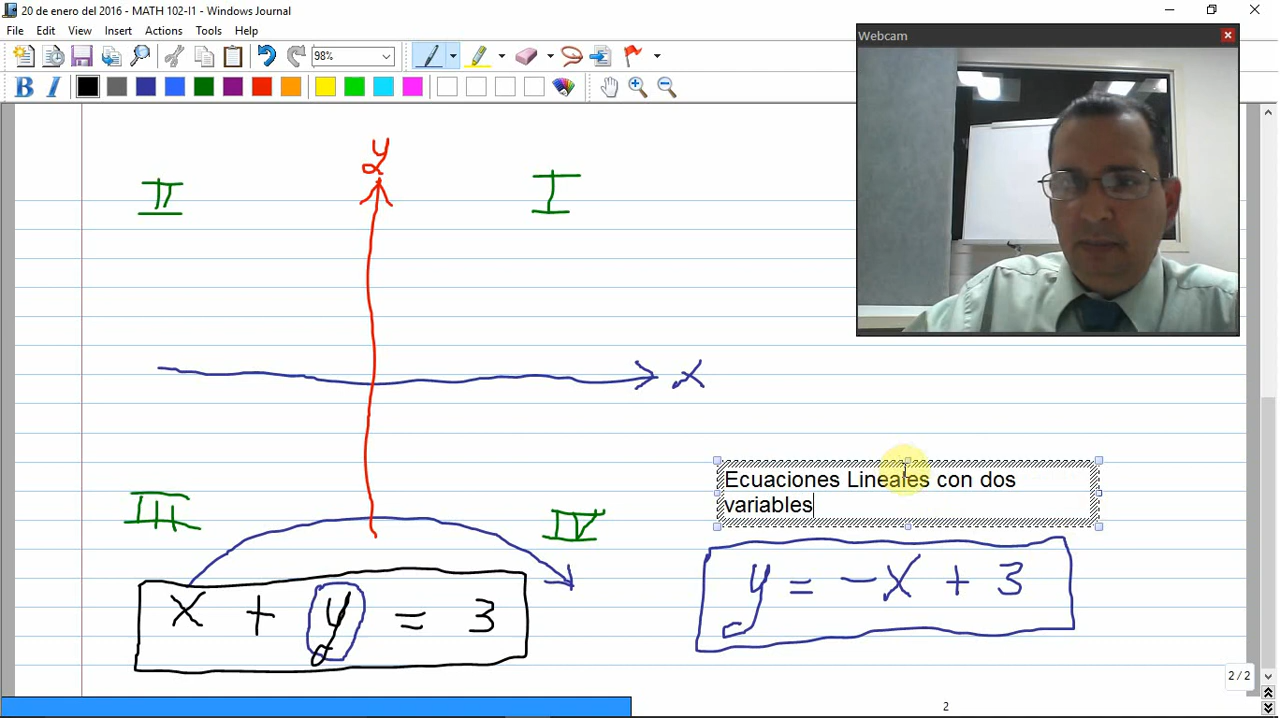 20 de enero del 2016 - MATH 102-I1 - Windows Journal
File Edit View Insert Actions Tools Help
98%
B I
Webcam
y
II I
x
Ecuaciones Lineales con dos
variables
III IV
y = -x + 3
x + y = 3
2 / 2
2